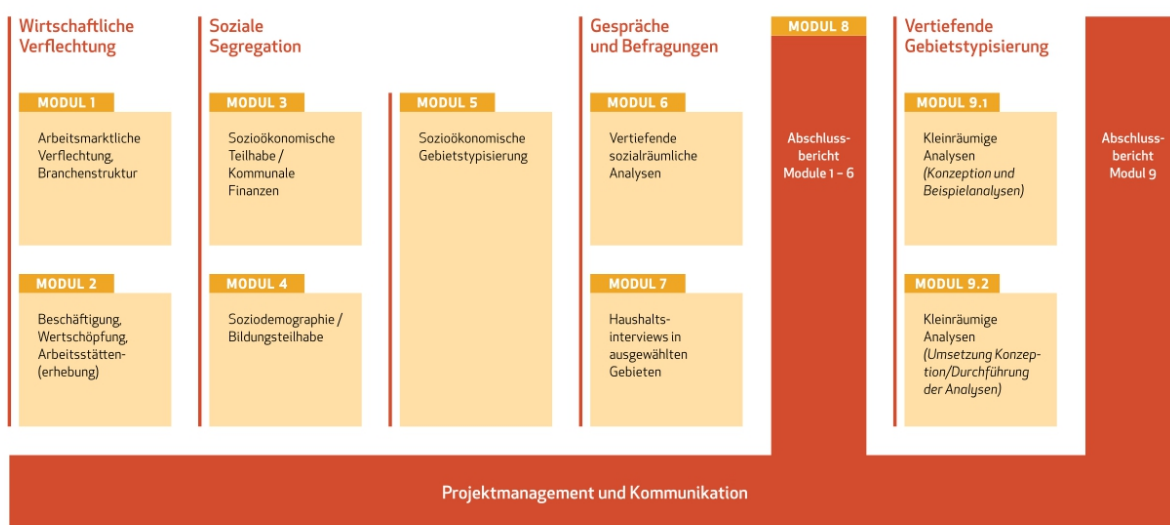 Wirtschaftliche
Verflechtung
MODUL 1
Arbeitsmarktliche
Verflechtung,
Branchenstruktur
MODUL 2
Beschäftigung,
Wertschöpfung,
Arbeitsstätten-
(erhebung)
Soziale
Segregation
MODUL 3
Sozioökonomische
Teilhabe /
Kommunale
Finanzen
MODUL 4
Soziodemographie /
Bildungsteilhabe
MODUL 5
Sozioökonomische
Gebietstypisierung
Gespräche
und Befragungen
MODUL 6
Vertiefende
sozialräumliche
Analysen
MODUL 7
Haushalts-
interviews in
ausgewählten
Gebieten
MODUL 8
Abschluss-
bericht
Module 1 – 6
Vertiefende
Gebietstypisierung
MODUL 9.1
Kleinräumige
Analysen
(Konzeption und
Beispielanalysen)
MODUL 9.2
Kleinräumige
Analysen
(Umsetzung Konzep-
tion/Durchführung
der Analysen)
Abschluss-
bericht
Modul 9
Projektmanagement und Kommunikation